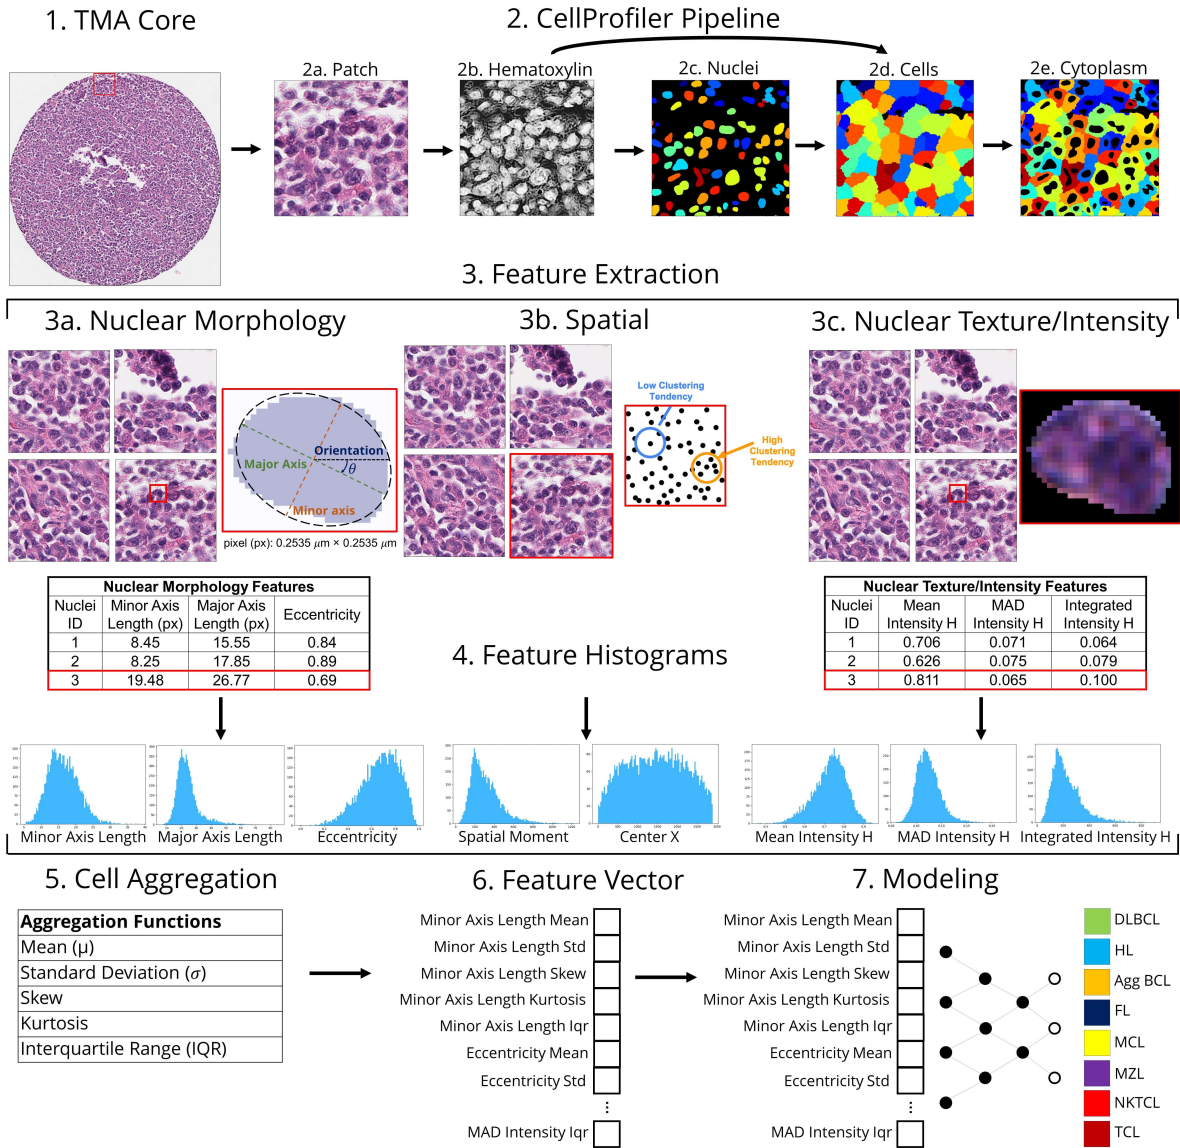 1. TMA Core
2. CellProfiler Pipeline
2a. Patch
2b. Hematoxylin
2c. Nuclei
2d. Cells
2e. Cytoplasm
3. Feature Extraction
3a. Nuclear Morphology
3b. Spatial
3c. Nuclear Texture/Intensity
Orientation
θ
Major Axis
Minor axis
pixel (px): 0.2535 μm × 0.2535 μm
Low Clustering
Tendency
High
Clustering
Tendency
Nuclear Morphology Features
Nuclei ID | Minor Axis Length (px) | Major Axis Length (px) | Eccentricity
1 | 8.45 | 15.55 | 0.84
2 | 8.25 | 17.85 | 0.89
3 | 19.48 | 26.77 | 0.69
Nuclear Texture/Intensity Features
Nuclei ID | Mean Intensity H | MAD Intensity H | Integrated Intensity H
1 | 0.706 | 0.071 | 0.064
2 | 0.626 | 0.075 | 0.079
3 | 0.811 | 0.065 | 0.100
4. Feature Histograms
Minor Axis Length
Major Axis Length
Eccentricity
Spatial Moment
Center X
Mean Intensity H
MAD Intensity H
Integrated Intensity H
5. Cell Aggregation
Aggregation Functions
Mean (μ)
Standard Deviation (σ)
Skew
Kurtosis
Interquartile Range (IQR)
6. Feature Vector
Minor Axis Length Mean
Minor Axis Length Std
Minor Axis Length Skew
Minor Axis Length Kurtosis
Minor Axis Length Iqr
Eccentricity Mean
Eccentricity Std
⋮
MAD Intensity Iqr
7. Modeling
Minor Axis Length Mean
Minor Axis Length Std
Minor Axis Length Skew
Minor Axis Length Kurtosis
Minor Axis Length Iqr
Eccentricity Mean
Eccentricity Std
⋮
MAD Intensity Iqr
DLBCL
HL
Agg BCL
FL
MCL
MZL
NKTCL
TCL